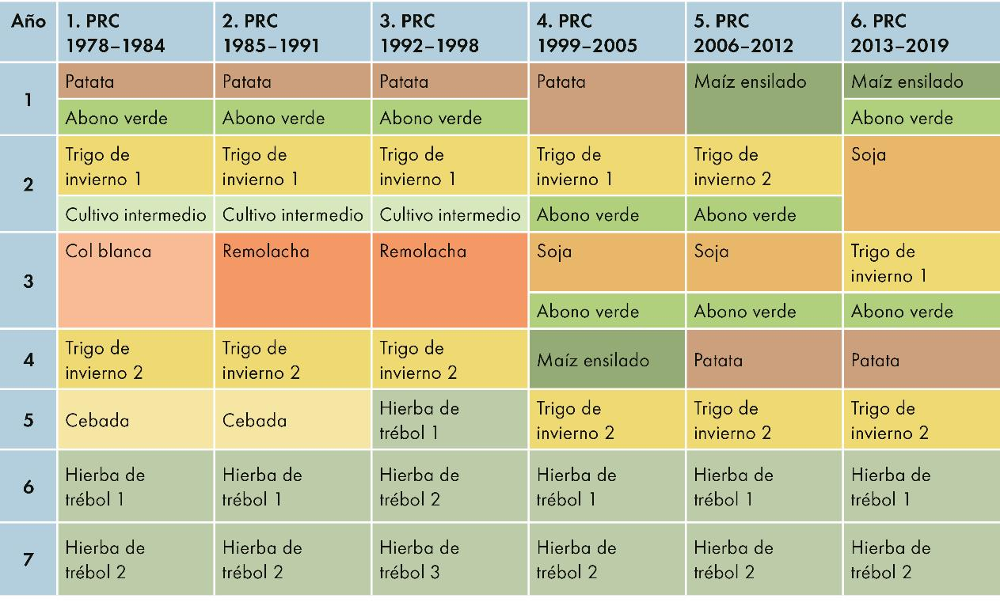 Año 1. PRC 2. PRC 3. PRC 4. PRC 5. PRC 6. PRC
1978–1984 1985–1991 1992–1998 1999–2005 2006–2012 2013–2019
1 Patata Patata Patata Patata Maíz ensilado Maíz ensilado
Abono verde Abono verde Abono verde Abono verde
2 Trigo de Trigo de Trigo de Trigo de Trigo de Soja
invierno 1 invierno 1 invierno 1 invierno 1 invierno 2
Cultivo intermedio Cultivo intermedio Cultivo intermedio Abono verde Abono verde
3 Col blanca Remolacha Remolacha Soja Soja Trigo de
invierno 1
Abono verde Abono verde Abono verde
4 Trigo de Trigo de Trigo de Maíz ensilado Patata Patata
invierno 2 invierno 2 invierno 2
5 Cebada Cebada Hierba de Trigo de Trigo de Trigo de
trébol 1 invierno 2 invierno 2 invierno 2
6 Hierba de Hierba de Hierba de Hierba de Hierba de Hierba de
trébol 1 trébol 1 trébol 2 trébol 1 trébol 1 trébol 1
7 Hierba de Hierba de Hierba de Hierba de Hierba de Hierba de
trébol 2 trébol 2 trébol 3 trébol 2 trébol 2 trébol 2